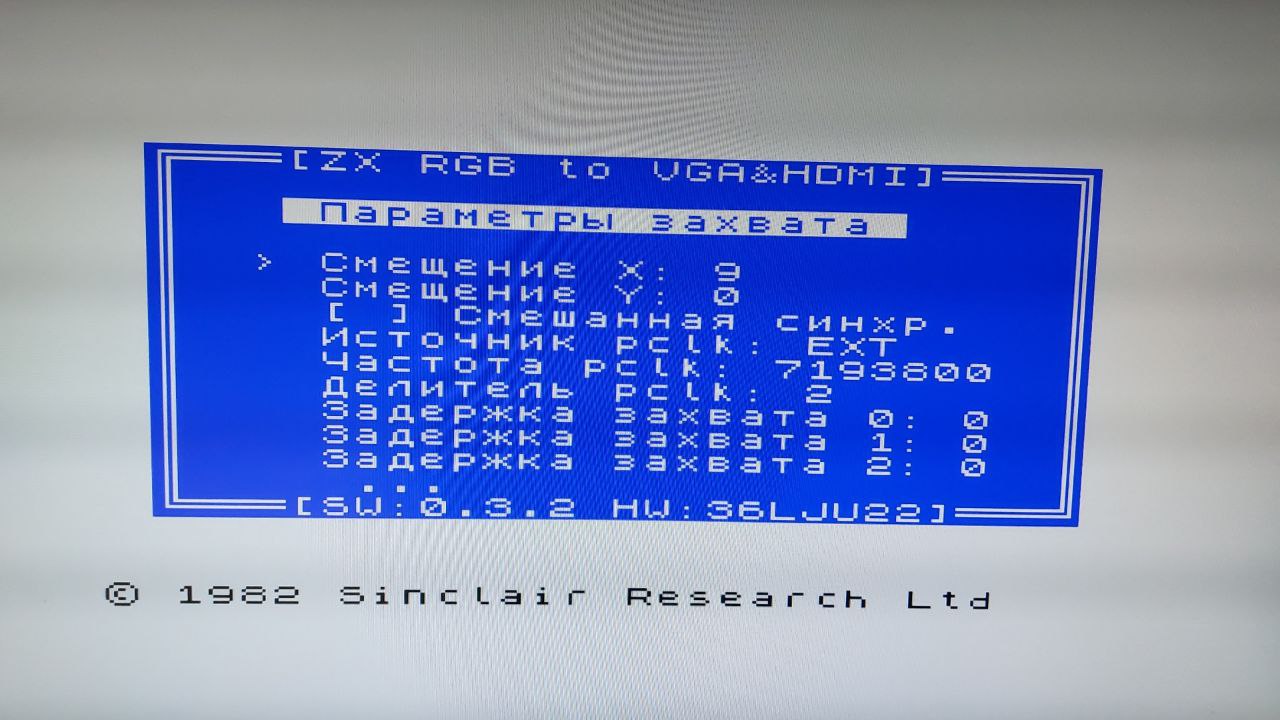 [ZX RGB to VGA&HDMI]
Параметры захвата
> Смещение X: 9
Смещение Y: 0
[ ] Смешанная синхр.
Источник pclk: EXT
Частота pclk: 7193800
Делитель pclk: 2
Задержка захвата 0: 0
Задержка захвата 1: 0
Задержка захвата 2: 0
...
[SW:0.3.2 HW:36LJU22]
© 1982 Sinclair Research Ltd